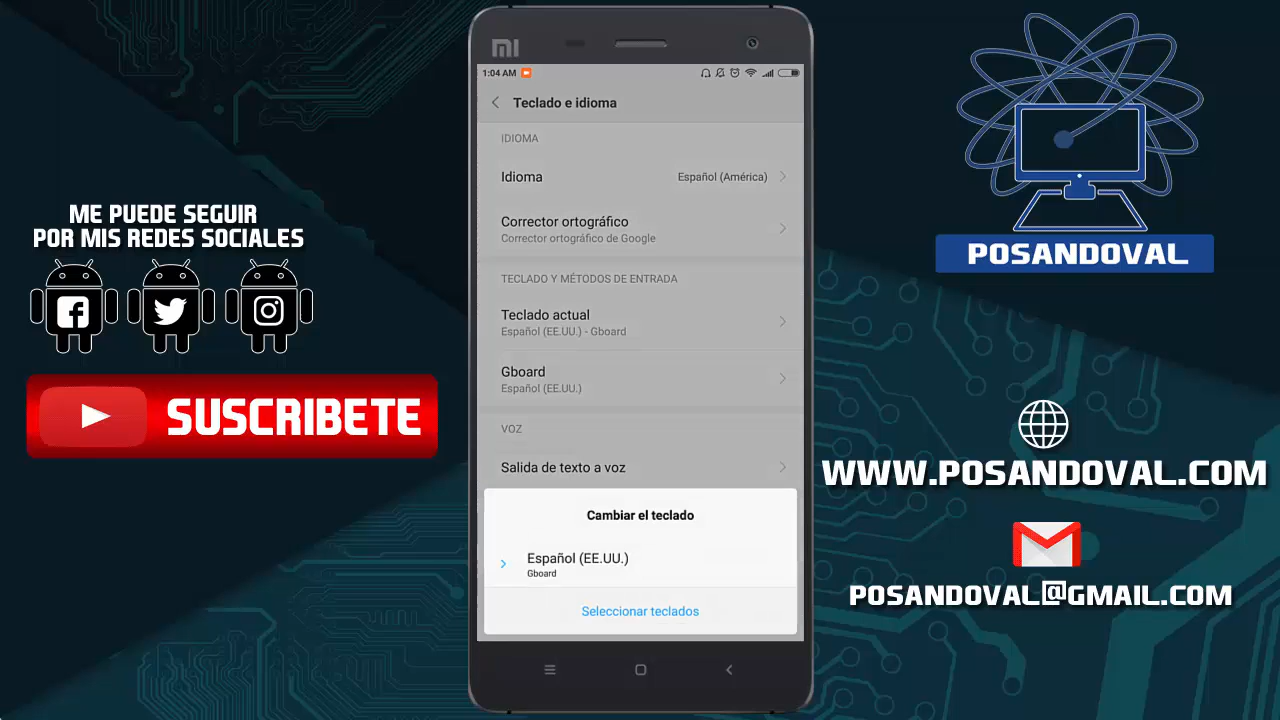 ME PUEDE SEGUIR
POR MIS REDES SOCIALES
SUSCRIBETE
MI
1:04 AM
Teclado e idioma
IDIOMA
Idioma
Español (América)
Corrector ortográfico
Corrector ortográfico de Google
TECLADO Y MÉTODOS DE ENTRADA
Teclado actual
Español (EE.UU.) - Gboard
Gboard
Español (EE.UU.)
VOZ
Salida de texto a voz
Cambiar el teclado
Español (EE.UU.)
Gboard
Seleccionar teclados
POSANDOVAL
WWW.POSANDOVAL.COM
POSANDOVAL@GMAIL.COM